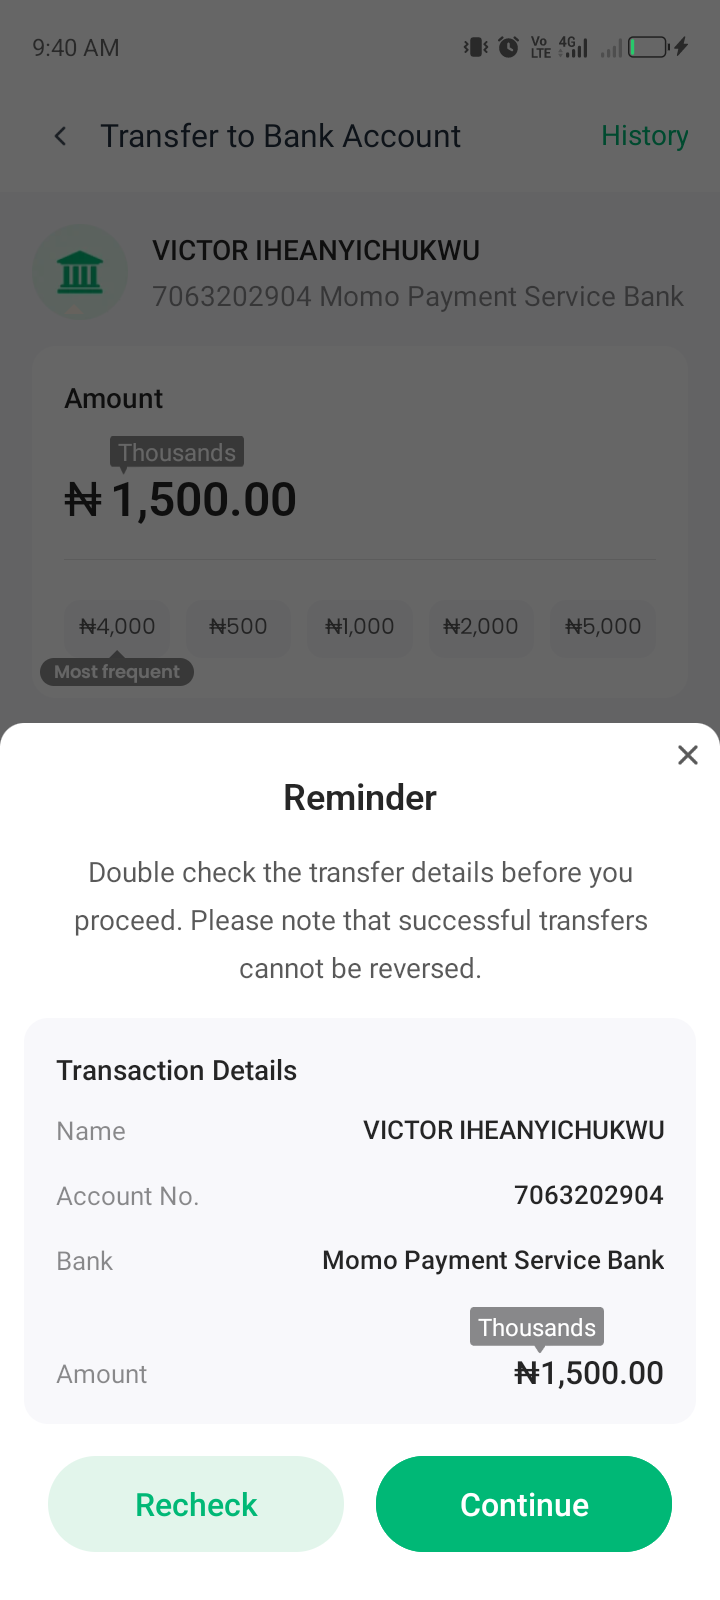 9:40 AM
Vo LTE 4G
Transfer to Bank Account
History
VICTOR IHEANYICHUKWU
7063202904 Momo Payment Service Bank
Amount
Thousands
₦ 1,500.00
₦4,000 ₦500 ₦1,000 ₦2,000 ₦5,000
Most frequent
Reminder
Double check the transfer details before you
proceed. Please note that successful transfers
cannot be reversed.
Transaction Details
Name VICTOR IHEANYICHUKWU
Account No. 7063202904
Bank Momo Payment Service Bank
Thousands
Amount ₦1,500.00
Recheck Continue